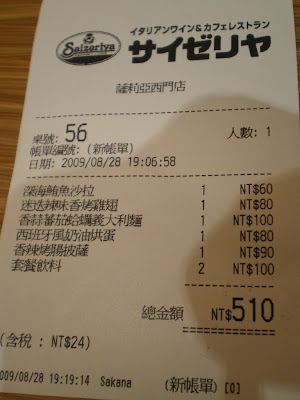 Saizeriya
イタリアンワイン&カフェレストラン
サイゼリヤ
薩莉亞西門店
桌號: 56 人數: 1
帳單編號: (新帳單)
日期: 2009/08/28 19:06:58
深海鮪魚沙拉 1 NT$60
迷迭辣味香烤雞翅 1 NT$80
香蒜蕃茄蛤蠣義大利麵 1 NT$100
西班牙風奶油烘蛋 1 NT$80
香辣烤腸披薩 1 NT$90
套餐飲料 2 NT$100
總金額 NT$510
(含稅 : NT$24)
009/08/28 19:19:14 Sakana (新帳單) [0]